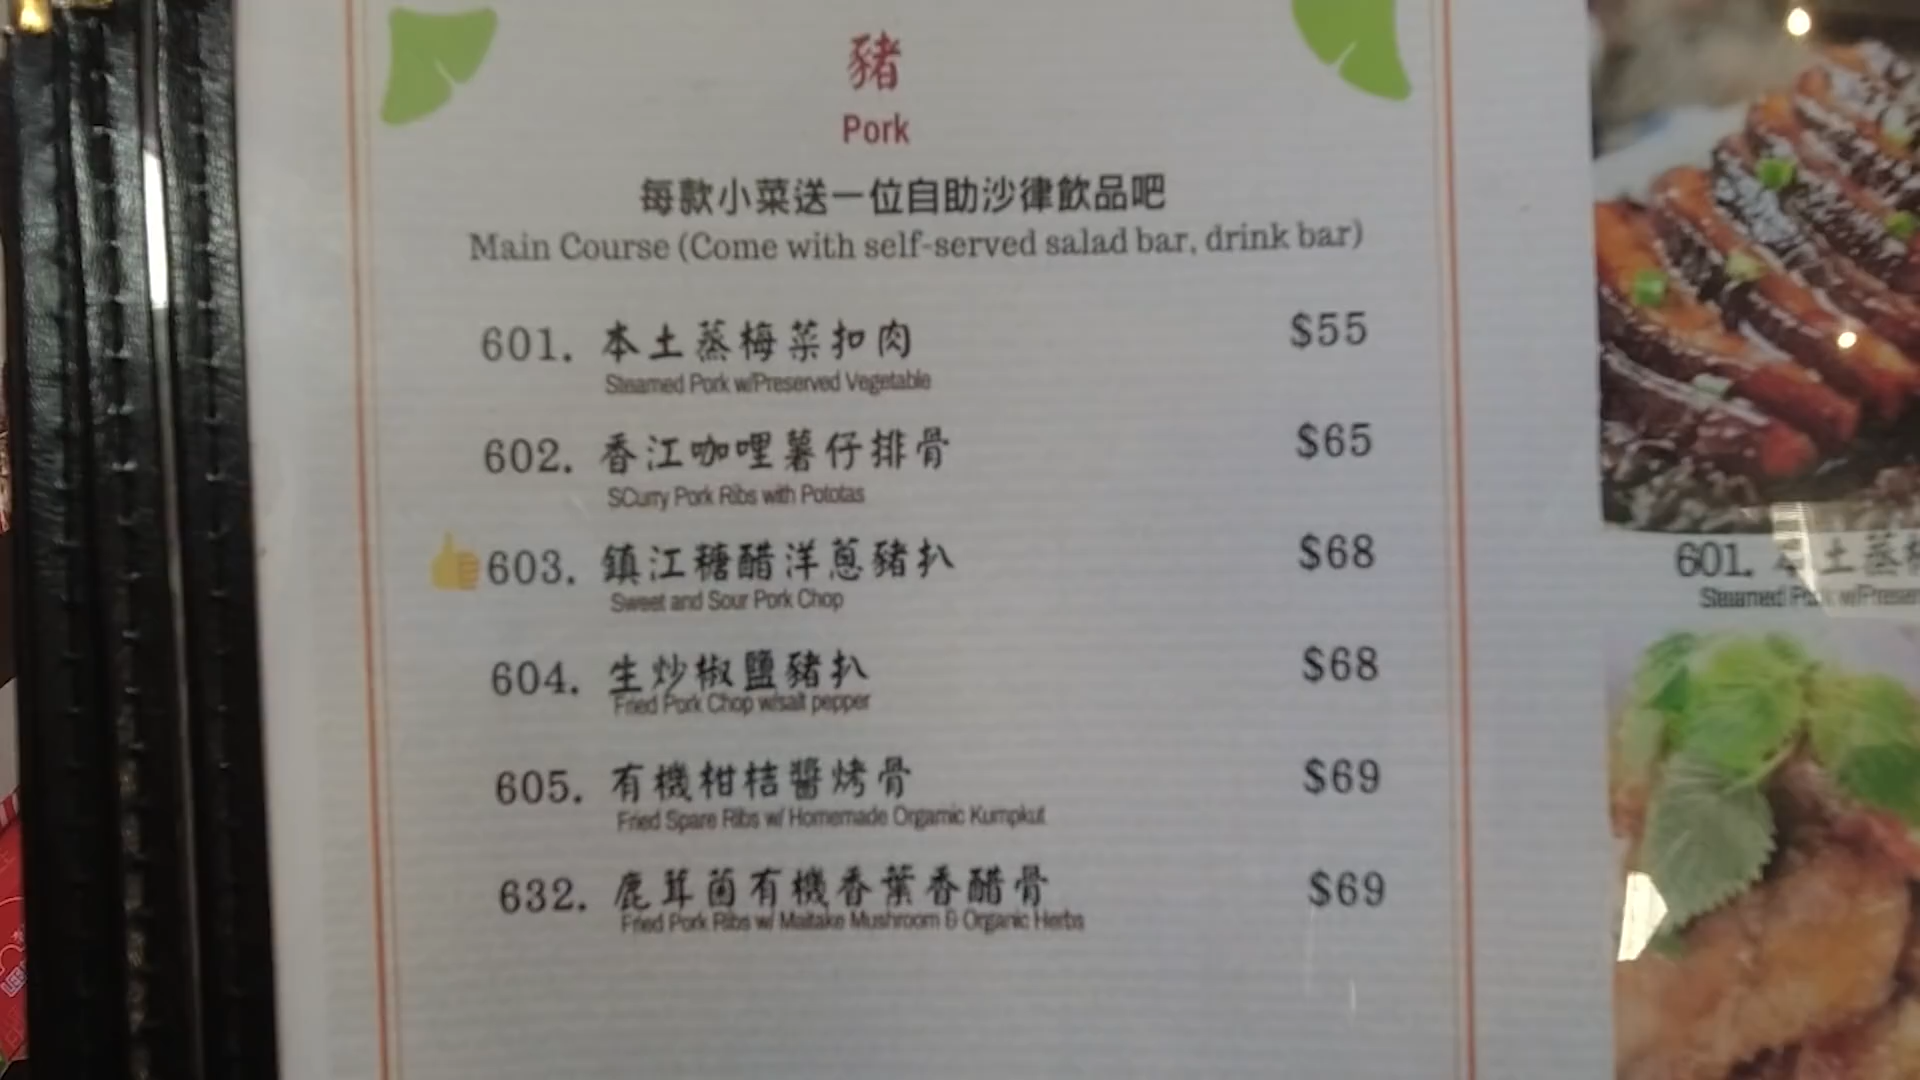 豬
Pork
每款小菜送一位自助沙律飲品吧
Main Course (Come with self-served salad bar, drink bar)
601. 本土蒸梅菜扣肉 $55
Steamed Pork w/Preserved Vegetable
602. 香江咖哩薯仔排骨 $65
SCurry Pork Ribs with Pototas
603. 鎮江糖醋洋蔥豬扒 $68
Sweet and Sour Pork Chop
604. 生炒椒鹽豬扒 $68
Fried Pork Chop w/salt pepper
605. 有機柑桔醬烤骨 $69
Fried Spare Ribs w/ Homemade Orgamic Kumpkut
632. 鹿茸菌有機香葉香醋骨 $69
Fried Pork Ribs w/ Maitake Mushroom & Organic Herbs
601. 本土蒸梅
Steamed Pork w/Preser